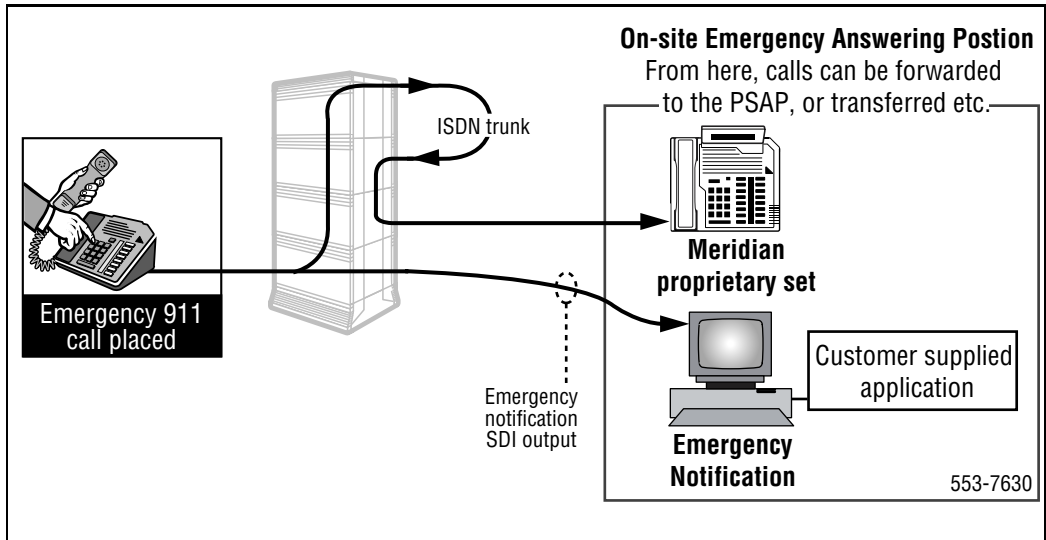 On-site Emergency Answering Postion
From here, calls can be forwarded
to the PSAP, or transferred etc.
ISDN trunk
Meridian
proprietary set
Emergency 911
call placed
Customer supplied
application
Emergency
notification
SDI output
Emergency
Notification
553-7630